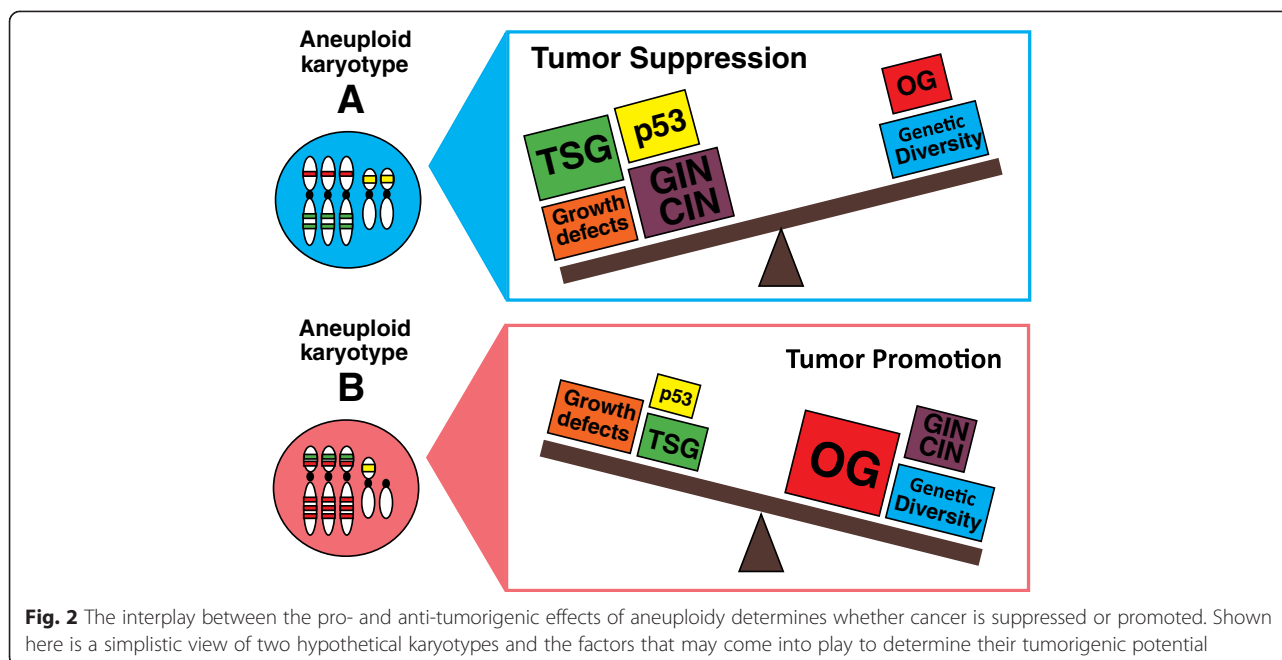 Aneuploid
karyotype
A
Tumor Suppression
TSG
p53
Growth
defects
GIN
CIN
OG
Genetic
Diversity
Aneuploid
karyotype
B
Tumor Promotion
Growth
defects
p53
TSG
OG
GIN
CIN
Genetic
Diversity
Fig. 2 The interplay between the pro- and anti-tumorigenic effects of aneuploidy determines whether cancer is suppressed or promoted. Shown
here is a simplistic view of two hypothetical karyotypes and the factors that may come into play to determine their tumorigenic potential